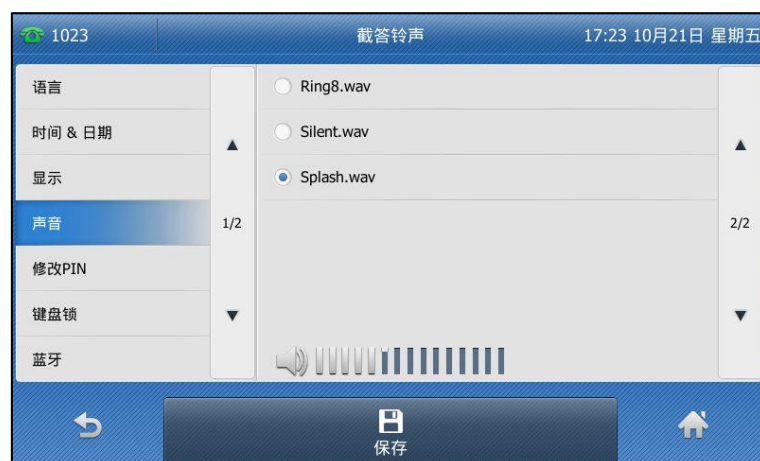 1023 截答铃声 17:23 10月21日 星期五
语言
时间 & 日期
显示
声音
修改PIN
键盘锁
蓝牙
1/2
Ring8.wav
Silent.wav
Splash.wav
2/2
保存